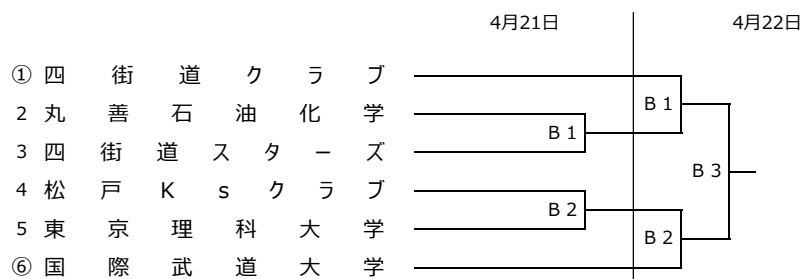 4月21日 4月22日
① 四街道クラブ
B 1
2 丸善石油化学
B 1
3 四街道スターズ
B 3
4 松戸Ksクラブ
B 2
5 東京理科大学
B 2
⑥ 国際武道大学